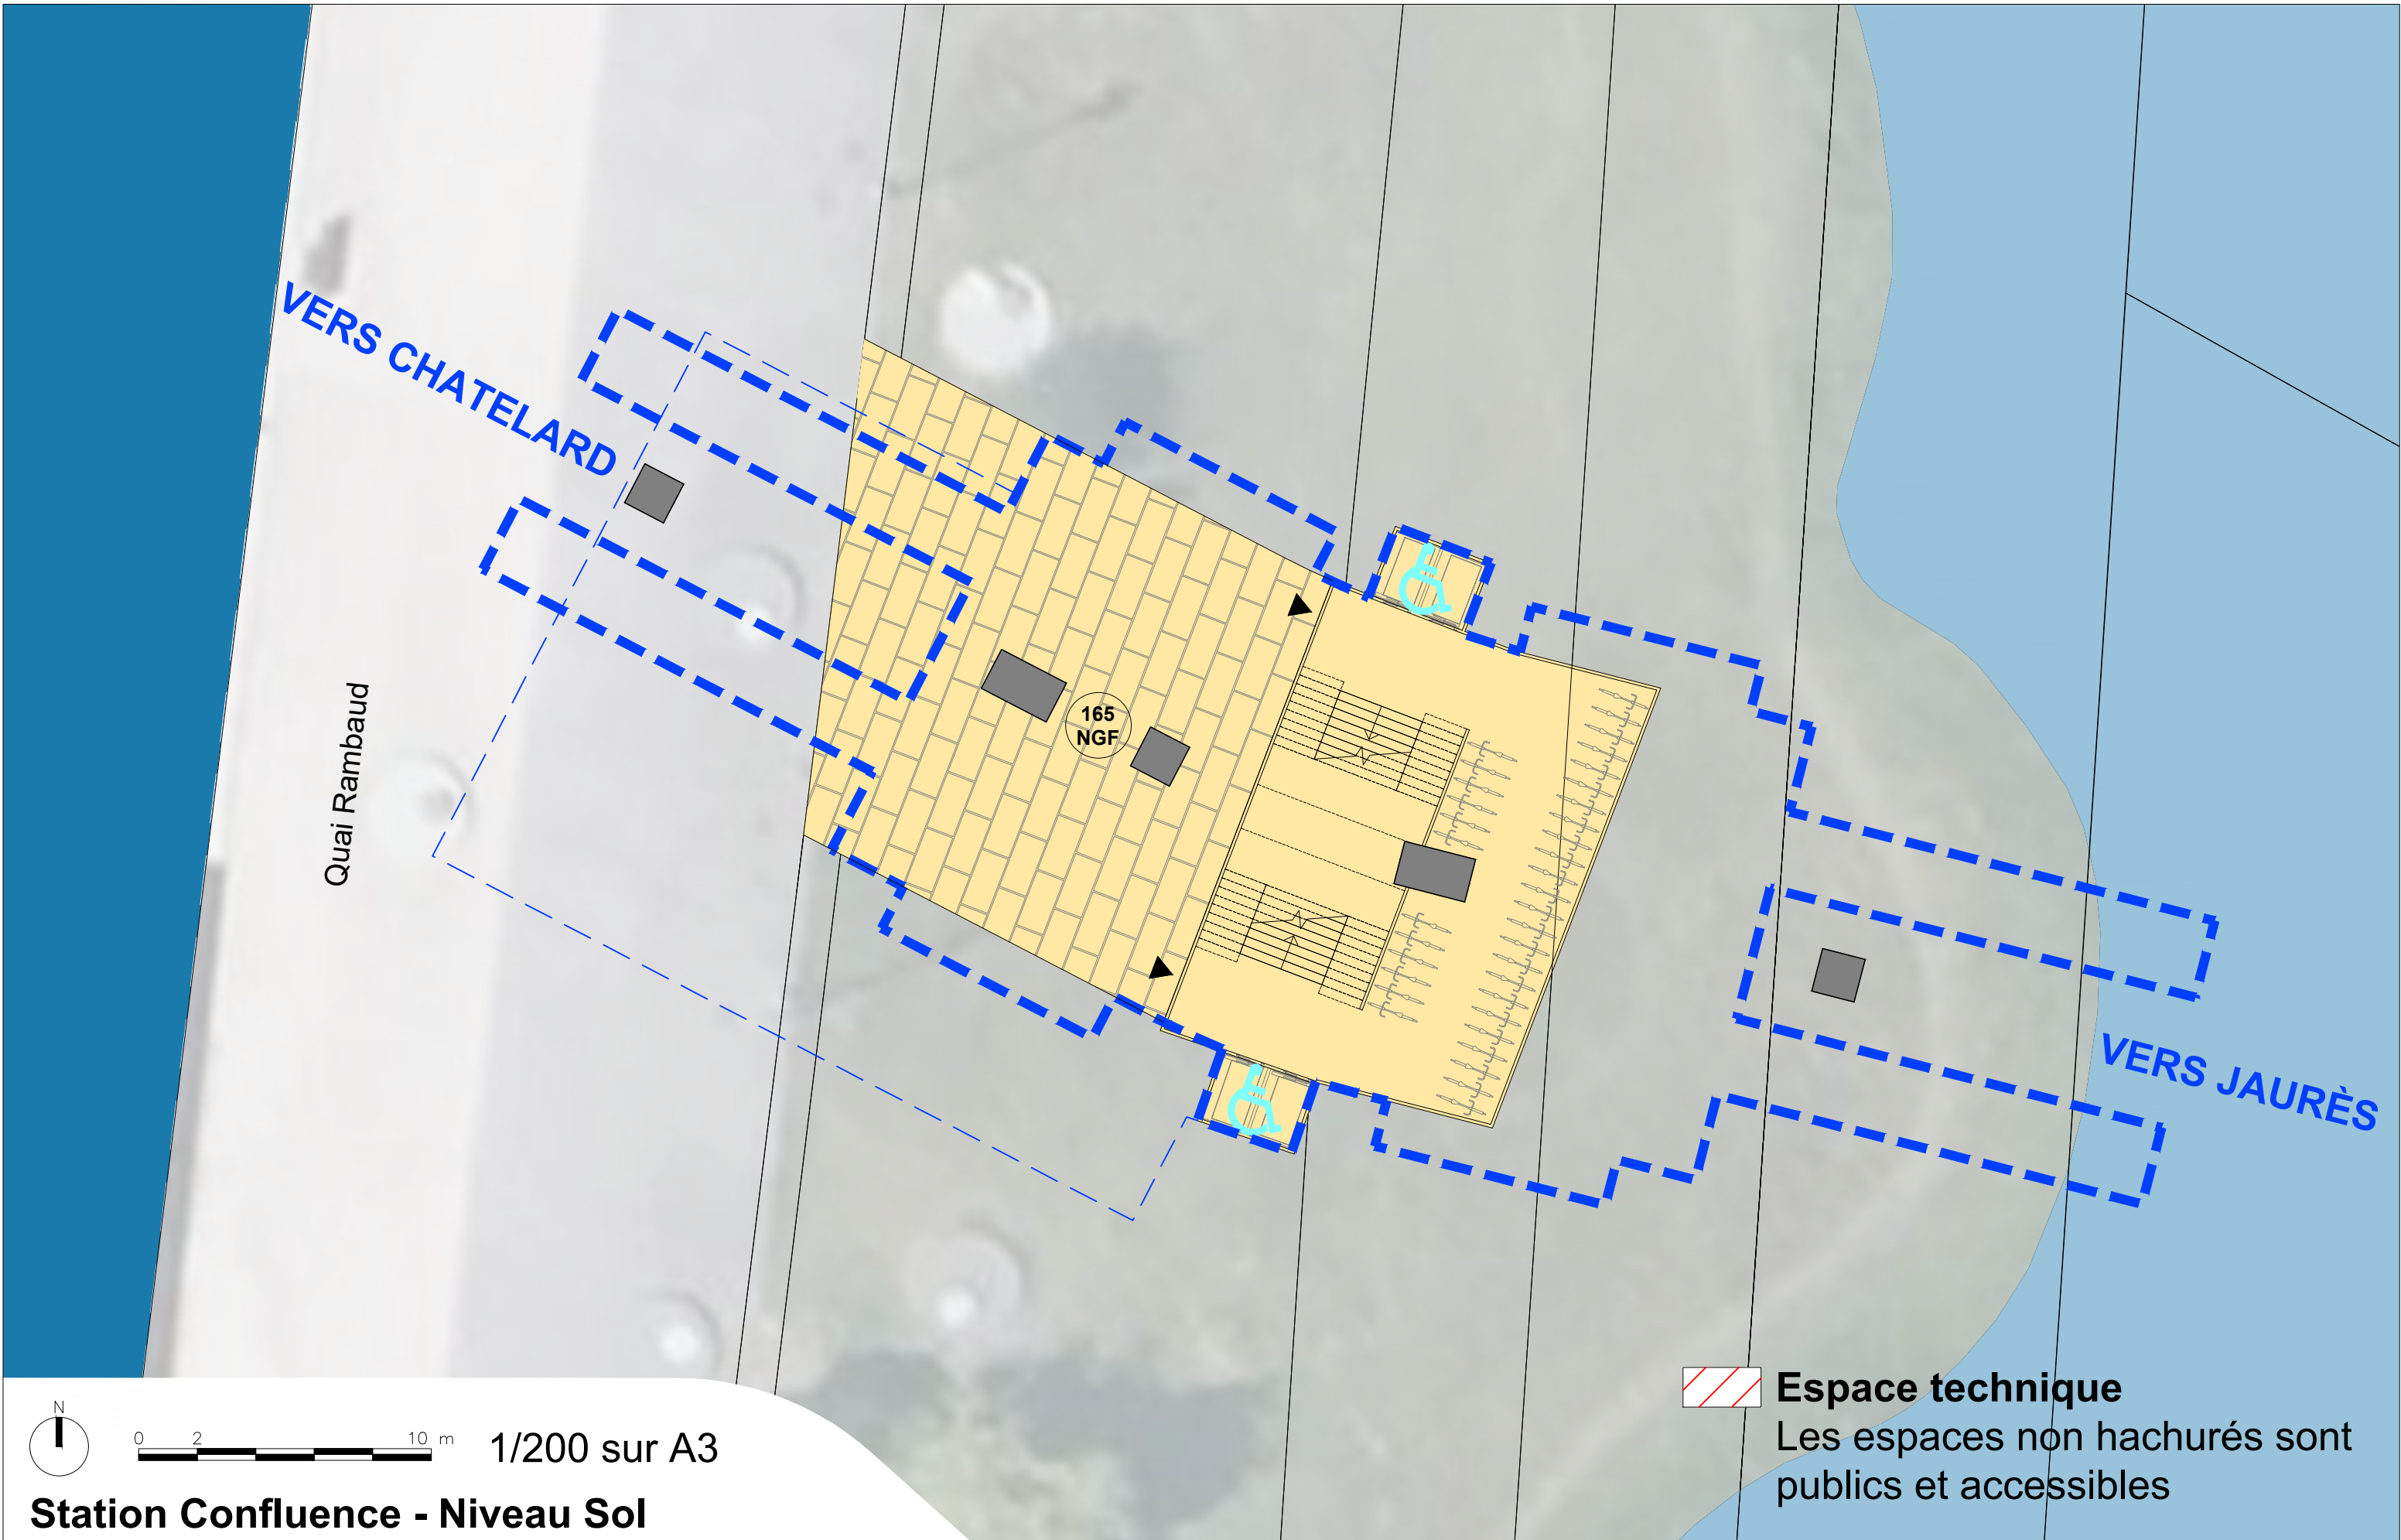 VERS CHATELARD
Quai Rambaud
165
NGF
VERS JAURÈS
N
0 2 10 m
1/200 sur A3
Station Confluence - Niveau Sol
Espace technique
Les espaces non hachurés sont
publics et accessibles